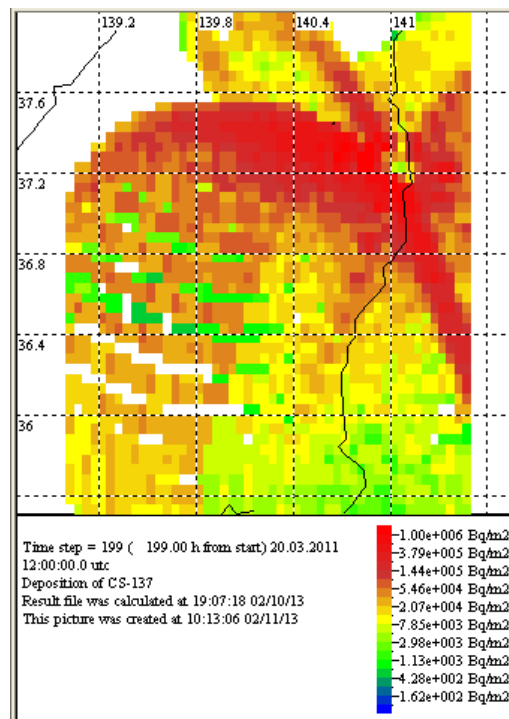 139.2 139.8 140.4 141
37.6
37.2
36.8
36.4
36
Time step = 199 ( 199.00 h from start) 20.03.2011
12:00:00.0 utc
Deposition of CS-137
Result file was calculated at 19:07:18 02/10/13
This picture was created at 10:13:06 02/11/13
1.00e+006 Bq/m2
3.79e+005 Bq/m2
1.44e+005 Bq/m2
5.46e+004 Bq/m2
2.07e+004 Bq/m2
7.85e+003 Bq/m2
2.98e+003 Bq/m2
1.13e+003 Bq/m2
4.28e+002 Bq/m2
1.62e+002 Bq/m2